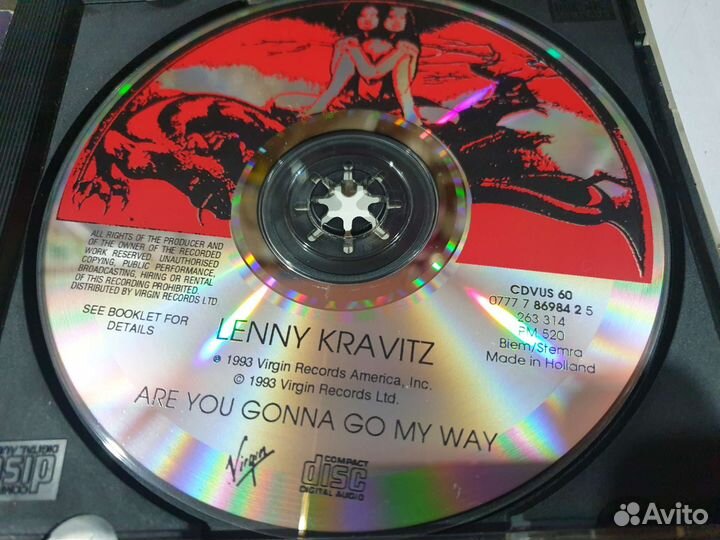 ALL RIGHTS OF THE PRODUCER AND
OF THE OWNER OF THE RECORDED
WORK RESERVED. UNAUTHORISED
COPYING, PUBLIC PERFORMANCE,
BROADCASTING, HIRING OR RENTAL
OF THIS RECORDING PROHIBITED.
DISTRIBUTED BY VIRGIN RECORDS LTD.
SEE BOOKLET FOR
DETAILS
CDVUS 60
0777 7 86984 2 5
263 314
PM 520
Biem/Stemra
Made in Holland
LENNY KRAVITZ
℗ 1993 Virgin Records America, Inc.
© 1993 Virgin Records Ltd.
ARE YOU GONNA GO MY WAY
Virgin
COMPACT
disc
DIGITAL AUDIO
Avito